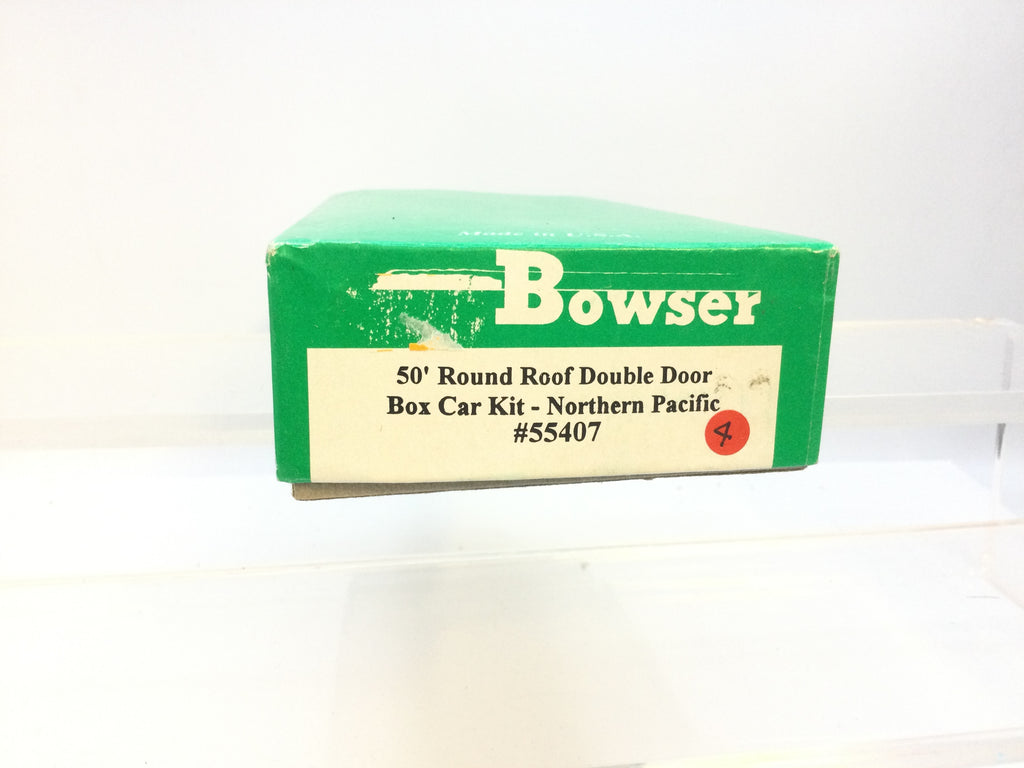 Made in U.S.A.
Bowser
50' Round Roof Double Door
Box Car Kit - Northern Pacific
#55407
4